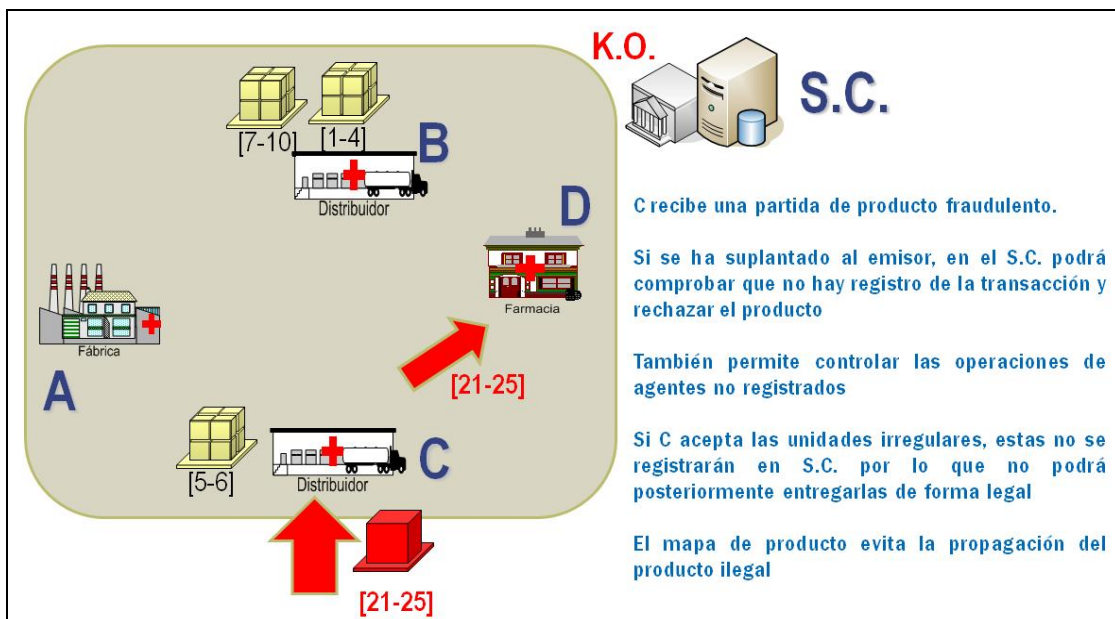 K.O.
S.C.
[7-10]
[1-4]
B
Distribuidor
D
Farmacia
Fábrica
A
[21-25]
[5-6]
Distribuidor
C
[21-25]
C recibe una partida de producto fraudulento.
Si se ha suplantado al emisor, en el S.C. podrá
comprobar que no hay registro de la transacción y
rechazar el producto
También permite controlar las operaciones de
agentes no registrados
Si C acepta las unidades irregulares, estas no se
registrarán en S.C. por lo que no podrá
posteriormente entregarlas de forma legal
El mapa de producto evita la propagación del
producto ilegal